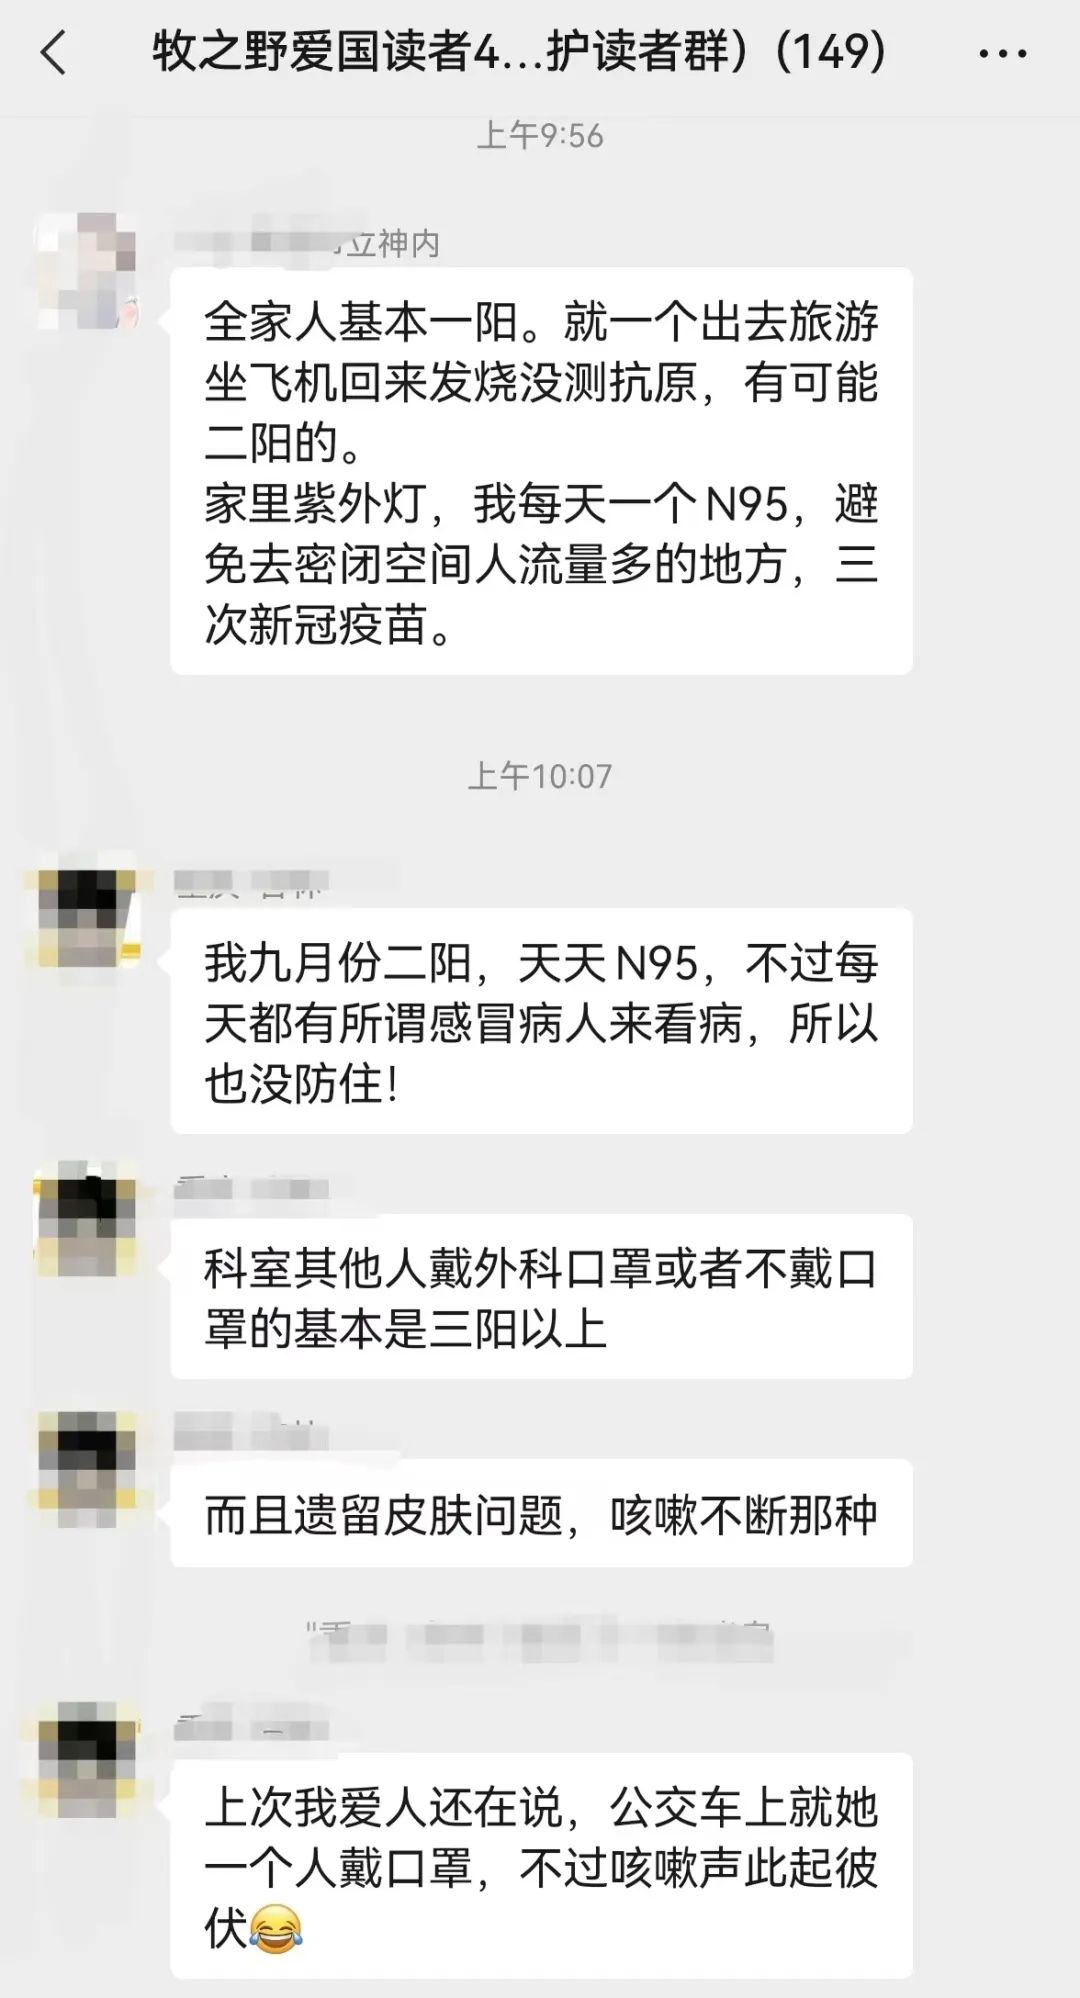 牧之野爱国读者4...护读者群）(149)
上午9:56
立神内
全家人基本一阳。就一个出去旅游
坐飞机回来发烧没测抗原，有可能
二阳的。
家里紫外灯，我每天一个N95，避
免去密闭空间人流量多的地方，三
次新冠疫苗。
上午10:07
我九月份二阳，天天N95，不过每
天都有所谓感冒病人来看病，所以
也没防住！
科室其他人戴外科口罩或者不戴口
罩的基本是三阳以上
而且遗留皮肤问题，咳嗽不断那种
上次我爱人还在说，公交车上就她
一个人戴口罩，不过咳嗽声此起彼
伏😂